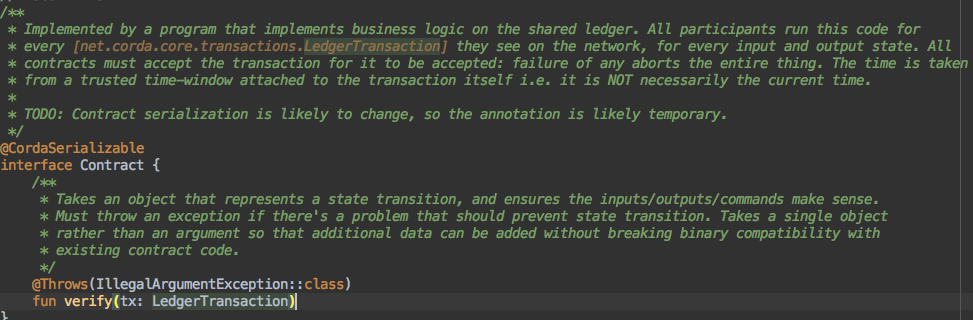 /**
* Implemented by a program that implements business logic on the shared ledger. All participants run this code for
* every [net.corda.core.transactions.LedgerTransaction] they see on the network, for every input and output state. All
* contracts must accept the transaction for it to be accepted: failure of any aborts the entire thing. The time is taken
* from a trusted time-window attached to the transaction itself i.e. it is NOT necessarily the current time.
*
* TODO: Contract serialization is likely to change, so the annotation is likely temporary.
*/
@CordaSerializable
interface Contract {
/**
* Takes an object that represents a state transition, and ensures the inputs/outputs/commands make sense.
* Must throw an exception if there's a problem that should prevent state transition. Takes a single object
* rather than an argument so that additional data can be added without breaking binary compatibility with
* existing contract code.
*/
@Throws(IllegalArgumentException::class)
fun verify(tx: LedgerTransaction)
}